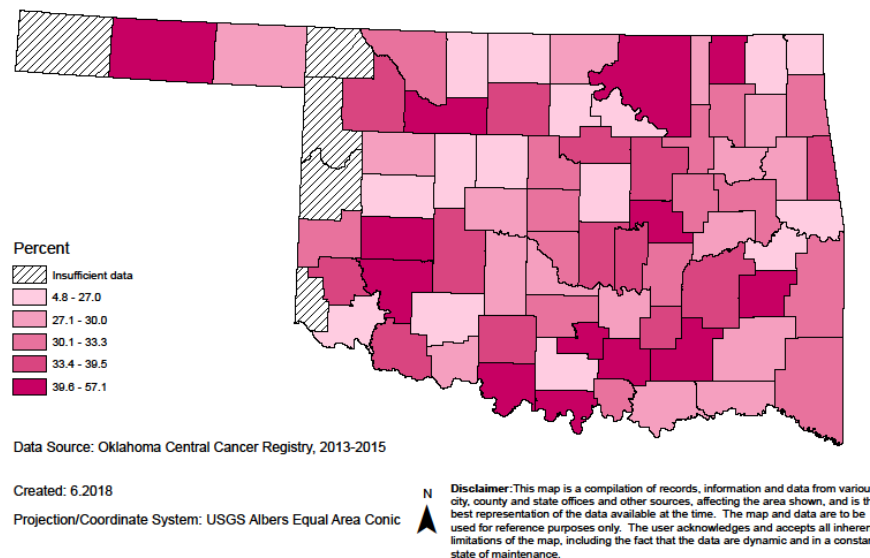 Percent
Insufficient data
4.8 - 27.0
27.1 - 30.0
30.1 - 33.3
33.4 - 39.5
39.6 - 57.1
Data Source: Oklahoma Central Cancer Registry, 2013-2015
Created: 6.2018
Projection/Coordinate System: USGS Albers Equal Area Conic
N
Disclaimer:This map is a compilation of records, information and data from variou
city, county and state offices and other sources, affecting the area shown, and is th
best representation of the data available at the time. The map and data are to be
used for reference purposes only. The user acknowledges and accepts all inheren
limitations of the map, including the fact that the data are dynamic and in a constan
state of maintenance.